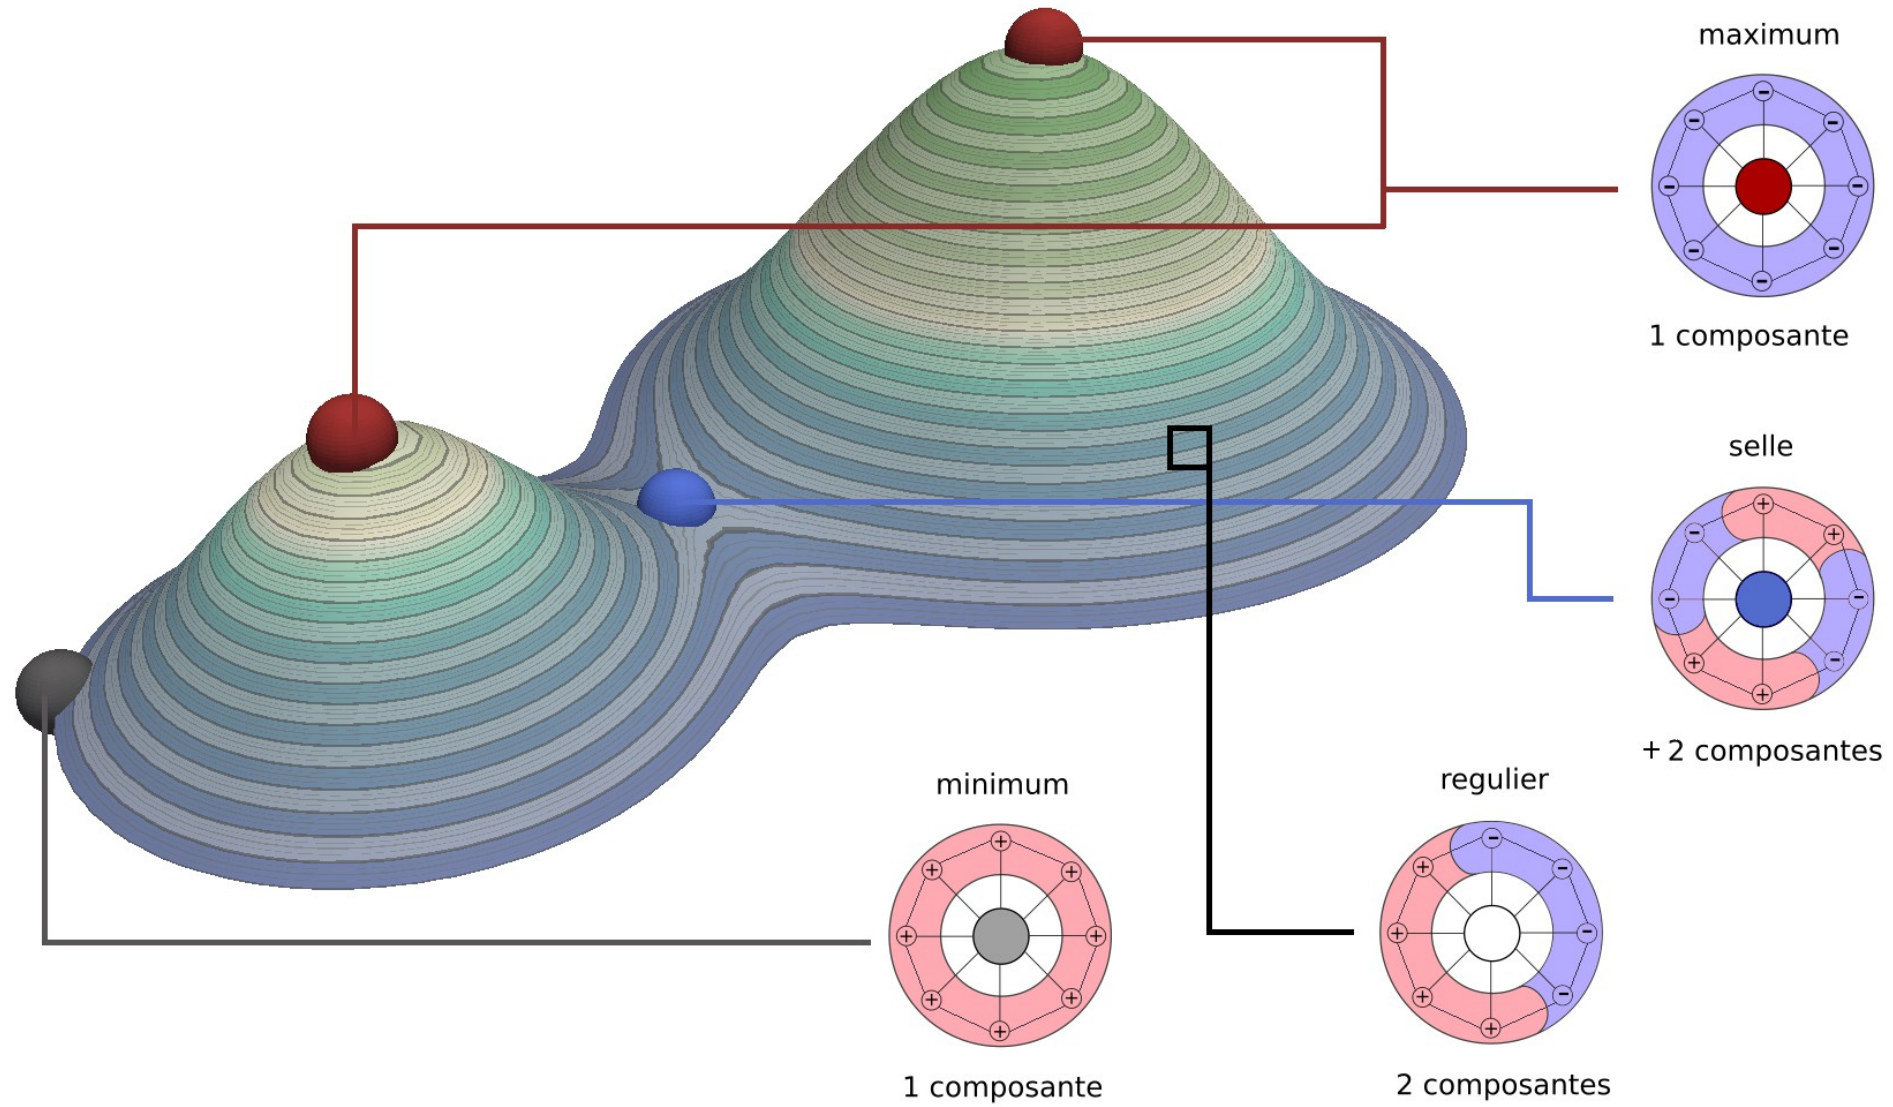 maximum
1 composante
selle
+ 2 composantes
minimum
1 composante
regulier
2 composantes